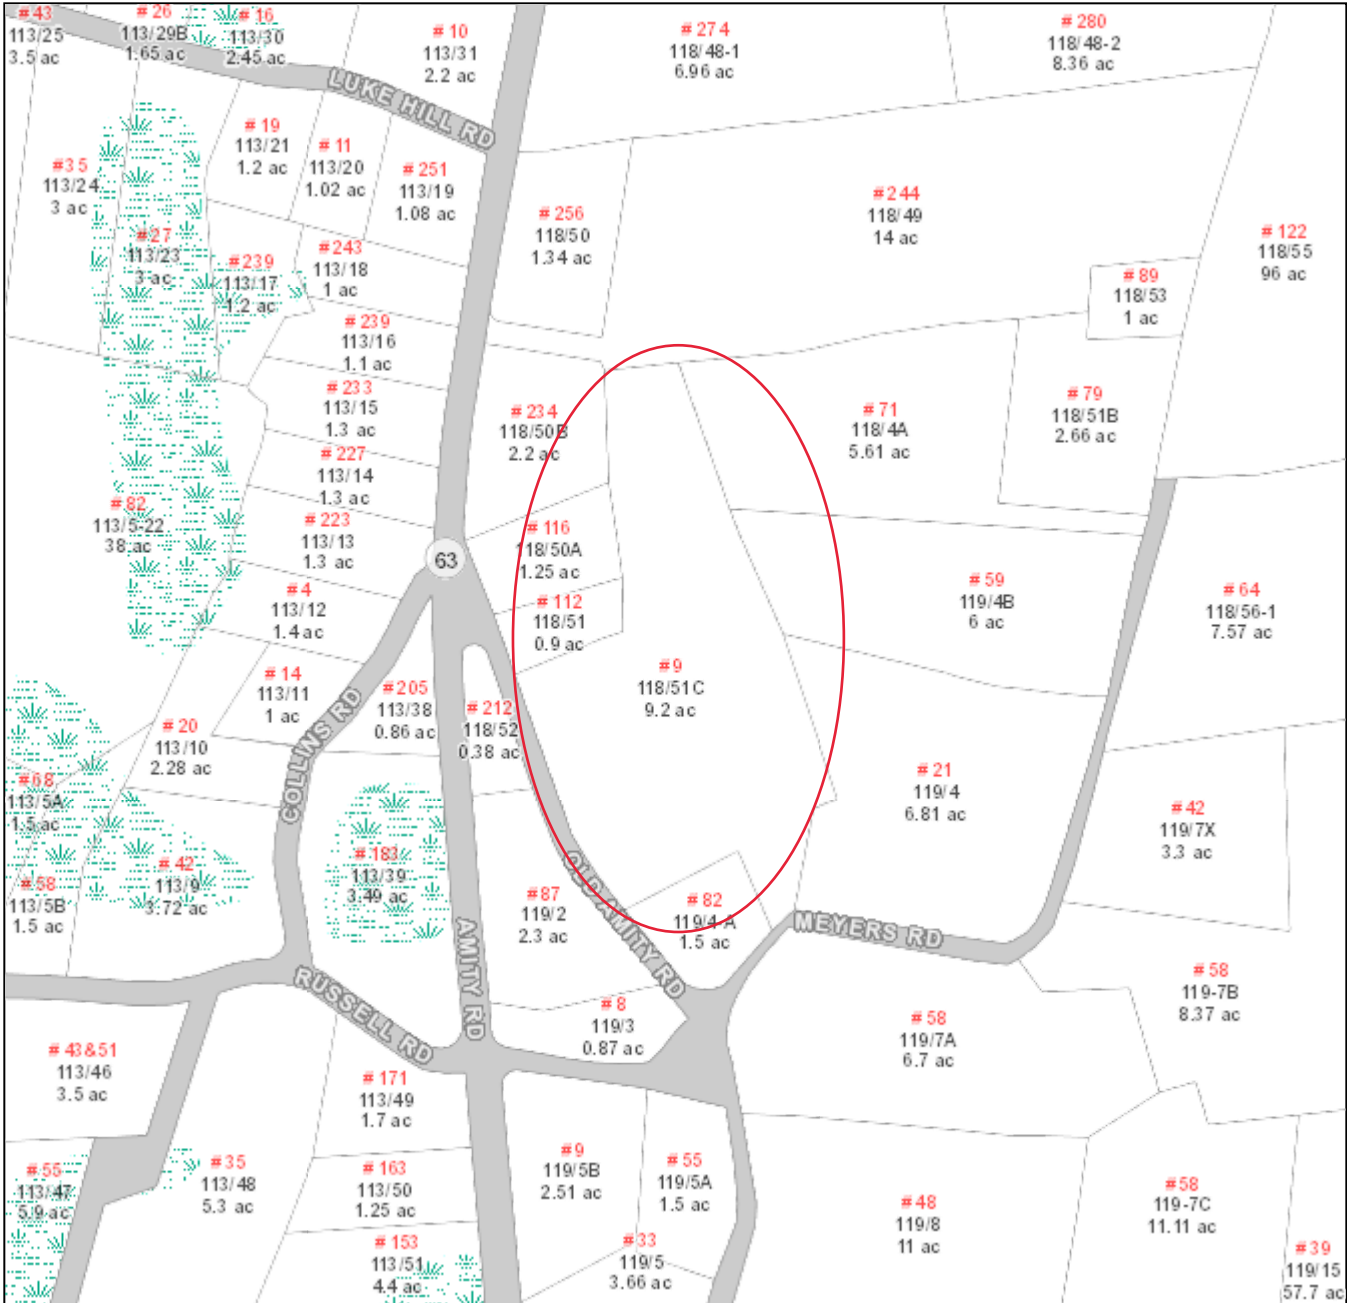 # 43
113/25
3.5 ac
# 26
113/29B
1.65 ac
# 16
113/30
2.45 ac
# 10
113/31
2.2 ac
# 274
118/48-1
6.96 ac
# 280
118/48-2
8.36 ac
LUKE HILL RD
# 35
113/24
3 ac
# 19
113/21
1.2 ac
# 11
113/20
1.02 ac
# 251
113/19
1.08 ac
# 256
118/50
1.34 ac
# 244
118/49
14 ac
# 122
118/55
96 ac
# 27
113/23
3 ac
# 239
113/17
1.2 ac
# 243
113/18
1 ac
# 89
118/53
1 ac
# 239
113/16
1.1 ac
# 233
113/15
1.3 ac
# 234
118/50B
2.2 ac
# 71
118/4A
5.61 ac
# 79
118/51B
2.66 ac
# 227
113/14
1.3 ac
# 82
113/5-22
38 ac
# 223
113/13
1.3 ac
63
# 116
118/50A
1.25 ac
# 4
113/12
1.4 ac
# 112
118/51
0.9 ac
# 59
119/4B
6 ac
# 64
118/56-1
7.57 ac
# 14
113/11
1 ac
# 205
113/38
0.86 ac
# 212
118/52
0.38 ac
# 9
118/51C
9.2 ac
# 20
113/10
2.28 ac
COLLINS RD
# 68
113/5A
1.5 ac
# 21
119/4
6.81 ac
# 42
119/7X
3.3 ac
# 58
113/5B
1.5 ac
# 42
113/9
3.72 ac
# 183
113/39
3.49 ac
# 87
119/2
2.3 ac
OLD AMITY RD
# 82
119/4-A
1.5 ac
MEYERS RD
AMITY RD
RUSSELL RD
# 8
119/3
0.87 ac
# 58
119/7A
6.7 ac
# 58
119-7B
8.37 ac
# 43&51
113/46
3.5 ac
# 171
113/49
1.7 ac
# 55
113/47
5.9 ac
# 35
113/48
5.3 ac
# 163
113/50
1.25 ac
# 9
119/5B
2.51 ac
# 55
119/5A
1.5 ac
# 48
119/8
11 ac
# 58
119-7C
11.11 ac
# 153
113/51
4.4 ac
# 33
119/5
3.66 ac
# 39
119/15
57.7 ac